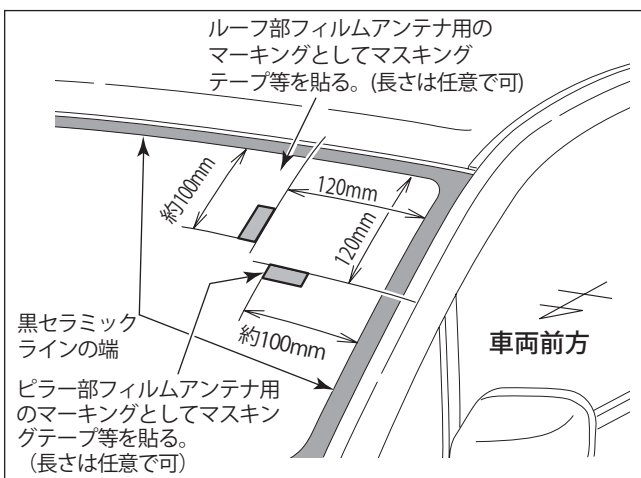 ルーフ部フィルムアンテナ用の
マーキングとしてマスキング
テープ等を貼る。(長さは任意で可)
約100mm
120mm
120mm
約100mm
黒セラミック
ラインの端
車両前方
ピラー部フィルムアンテナ用
のマーキングとしてマスキン
グテープ等を貼る。
（長さは任意で可）